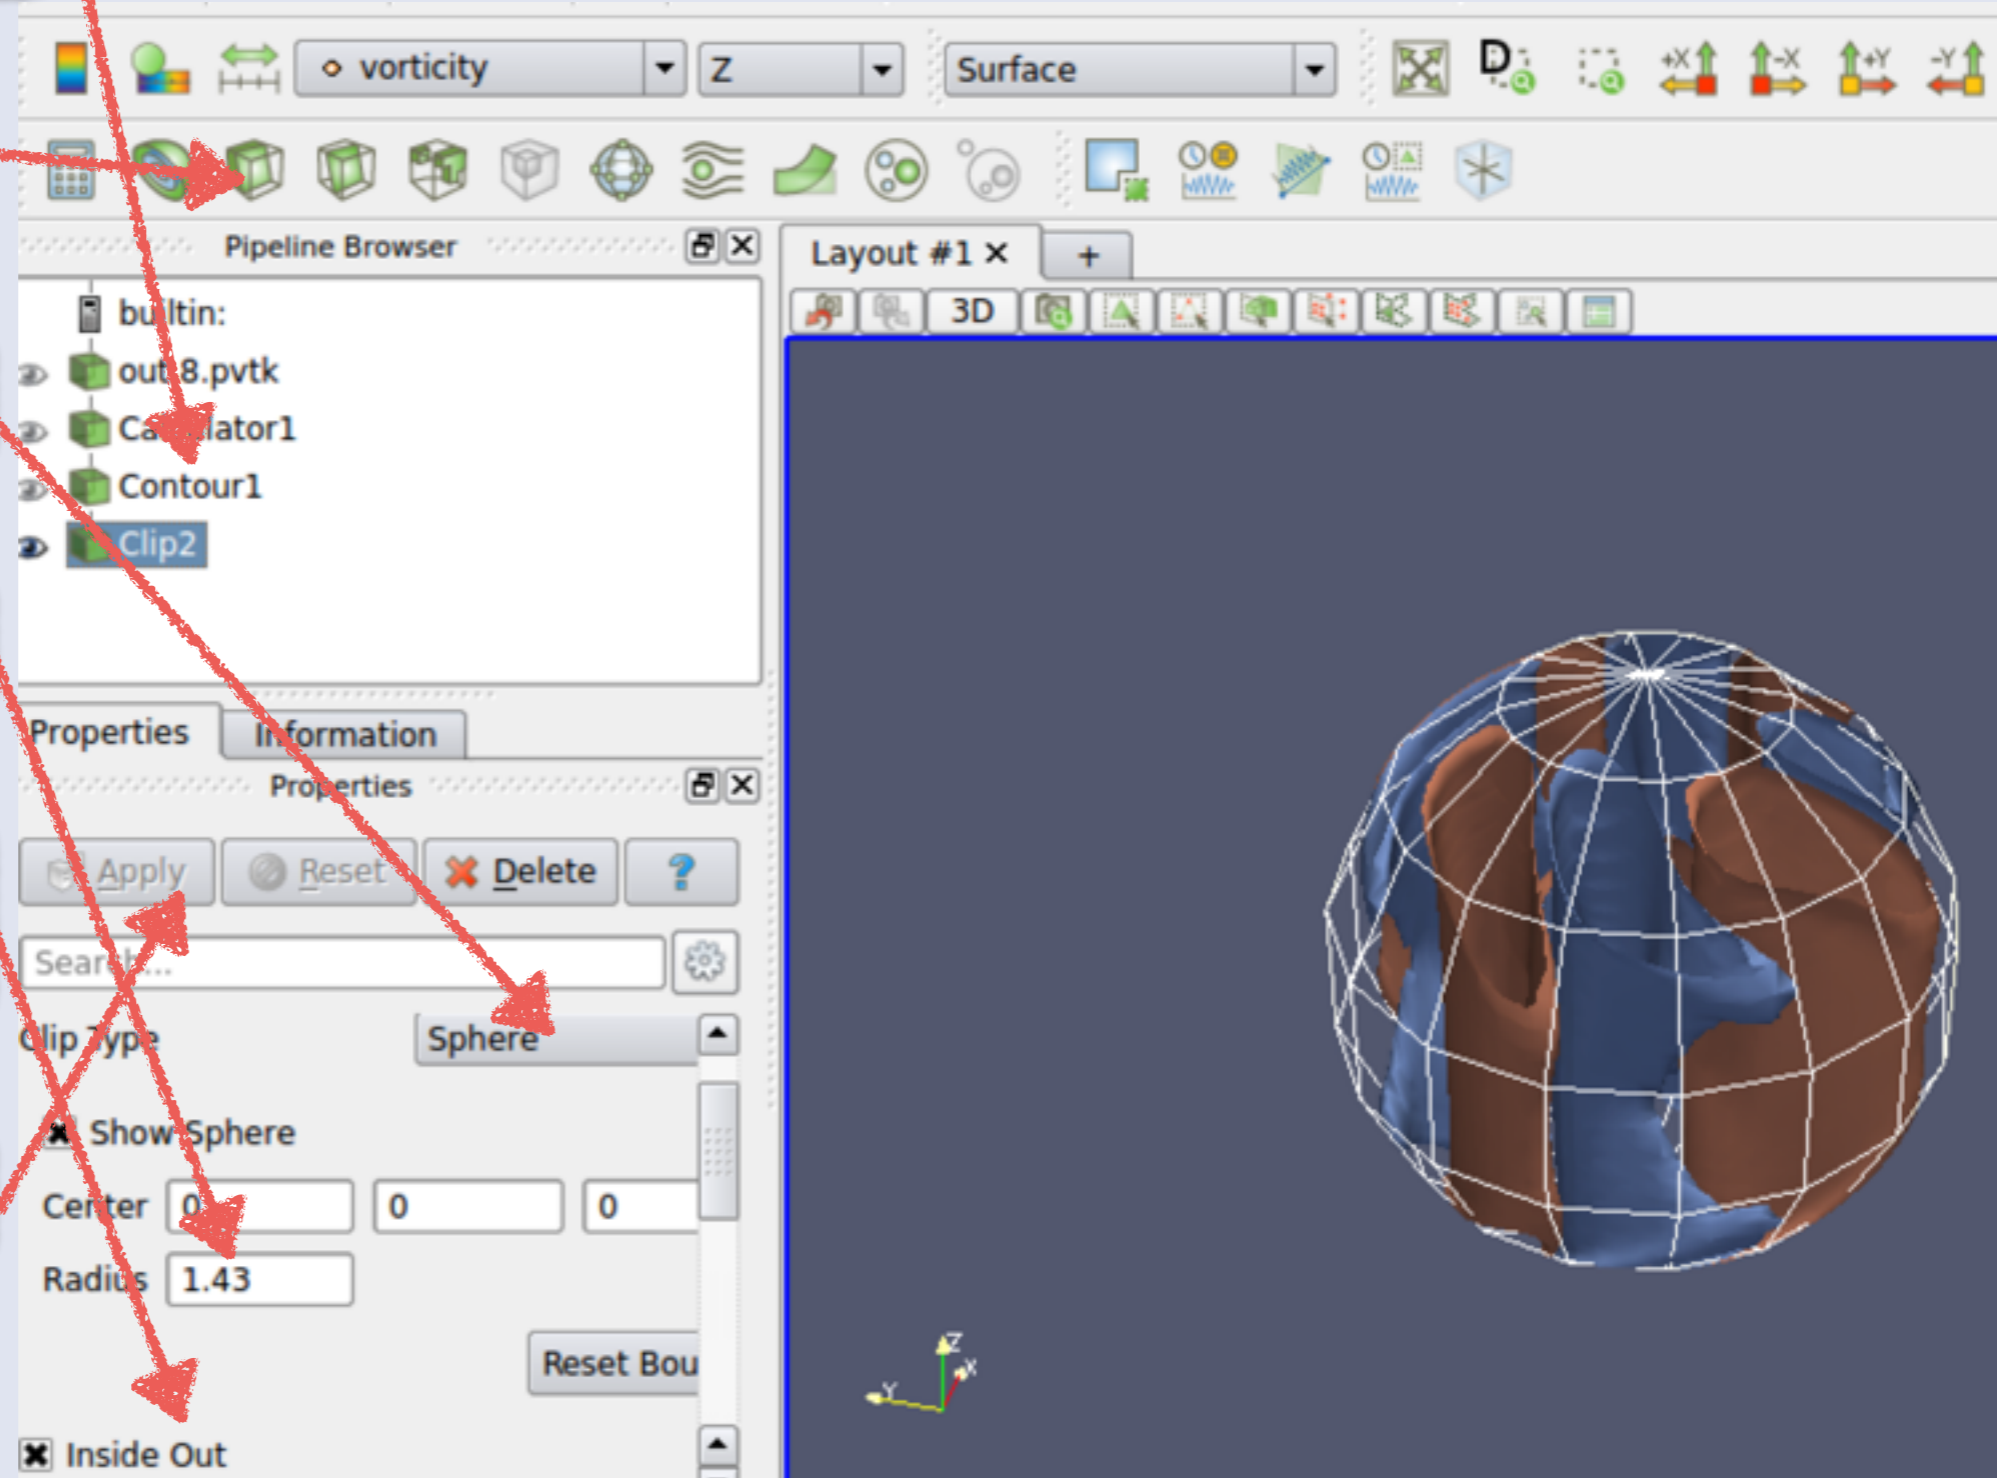 vorticity Z Surface D +X -X +Y -Y
Pipeline Browser
Layout #1 +
3D
builtin:
out.8.pvtk
Calculator1
Contour1
Clip2
Properties Information
Properties
Apply Reset Delete ?
Search...
Clip Type Sphere
Show Sphere
Center 0 0 0
Radius 1.43
Reset Bou
Inside Out
Z
X
Y